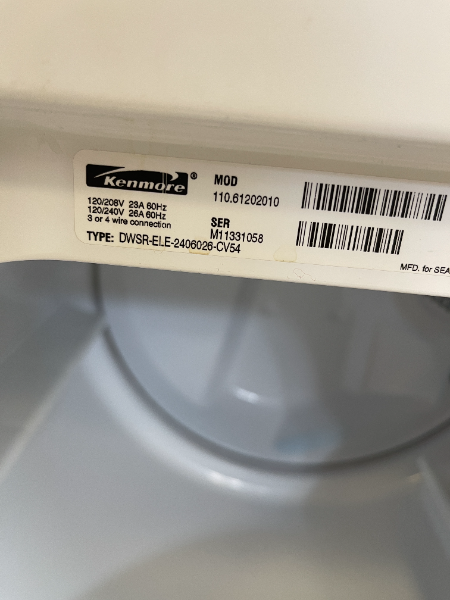 Kenmore ®
120/208V 23A 60Hz
120/240V 26A 60Hz
3 or 4 wire connection
TYPE: DWSR-ELE-2406026-CV54
MOD
110.61202010
SER
M11331058
MFD. for SEA